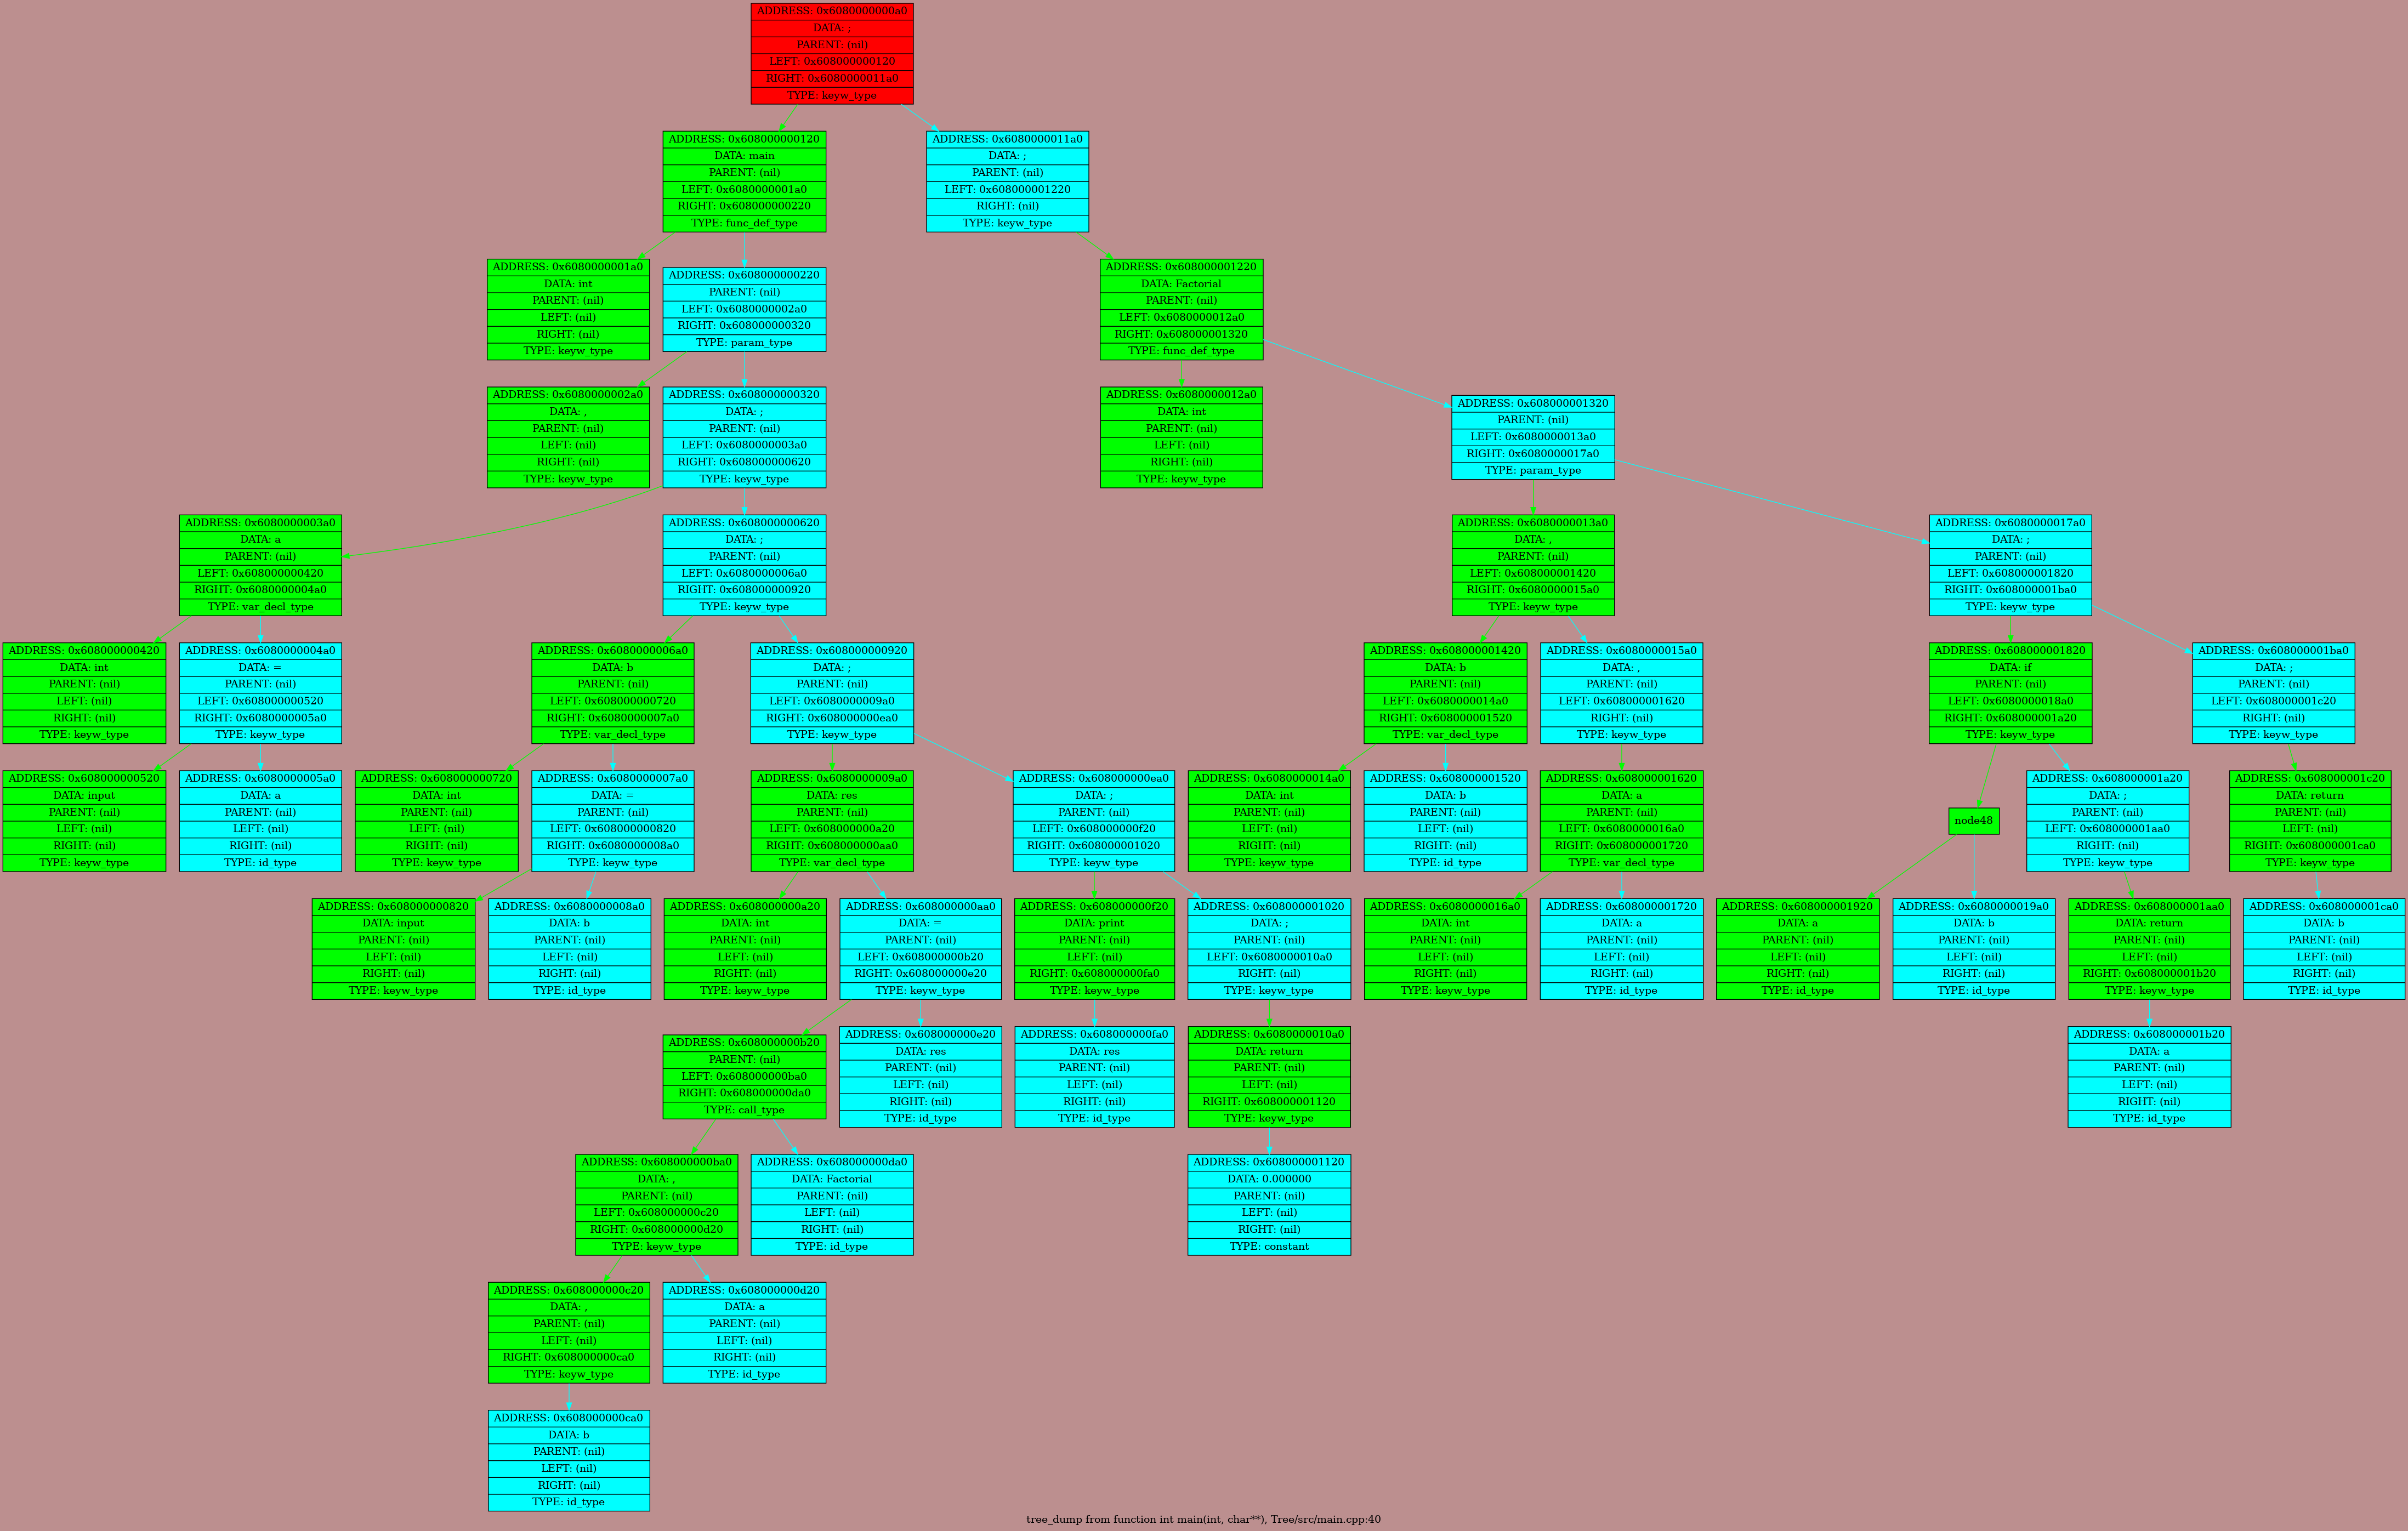 ADDRESS: 0x6080000000a0
DATA: ;
PARENT: (nil)
LEFT: 0x608000000120
RIGHT: 0x6080000011a0
TYPE: keyw_type
ADDRESS: 0x608000000120
DATA: main
PARENT: (nil)
LEFT: 0x6080000001a0
RIGHT: 0x608000000220
TYPE: func_def_type
ADDRESS: 0x6080000011a0
DATA: ;
PARENT: (nil)
LEFT: 0x608000001220
RIGHT: (nil)
TYPE: keyw_type
ADDRESS: 0x6080000001a0
DATA: int
PARENT: (nil)
LEFT: (nil)
RIGHT: (nil)
TYPE: keyw_type
ADDRESS: 0x608000000220
PARENT: (nil)
LEFT: 0x6080000002a0
RIGHT: 0x608000000320
TYPE: param_type
ADDRESS: 0x608000001220
DATA: Factorial
PARENT: (nil)
LEFT: 0x6080000012a0
RIGHT: 0x608000001320
TYPE: func_def_type
ADDRESS: 0x6080000002a0
DATA: ,
PARENT: (nil)
LEFT: (nil)
RIGHT: (nil)
TYPE: keyw_type
ADDRESS: 0x608000000320
DATA: ;
PARENT: (nil)
LEFT: 0x6080000003a0
RIGHT: 0x608000000620
TYPE: keyw_type
ADDRESS: 0x6080000012a0
DATA: int
PARENT: (nil)
LEFT: (nil)
RIGHT: (nil)
TYPE: keyw_type
ADDRESS: 0x608000001320
PARENT: (nil)
LEFT: 0x6080000013a0
RIGHT: 0x6080000017a0
TYPE: param_type
ADDRESS: 0x6080000003a0
DATA: a
PARENT: (nil)
LEFT: 0x608000000420
RIGHT: 0x6080000004a0
TYPE: var_decl_type
ADDRESS: 0x608000000620
DATA: ;
PARENT: (nil)
LEFT: 0x6080000006a0
RIGHT: 0x608000000920
TYPE: keyw_type
ADDRESS: 0x6080000013a0
DATA: ,
PARENT: (nil)
LEFT: 0x608000001420
RIGHT: 0x6080000015a0
TYPE: keyw_type
ADDRESS: 0x6080000017a0
DATA: ;
PARENT: (nil)
LEFT: 0x608000001820
RIGHT: 0x608000001ba0
TYPE: keyw_type
ADDRESS: 0x608000000420
DATA: int
PARENT: (nil)
LEFT: (nil)
RIGHT: (nil)
TYPE: keyw_type
ADDRESS: 0x6080000004a0
DATA: =
PARENT: (nil)
LEFT: 0x608000000520
RIGHT: 0x6080000005a0
TYPE: keyw_type
ADDRESS: 0x6080000006a0
DATA: b
PARENT: (nil)
LEFT: 0x608000000720
RIGHT: 0x6080000007a0
TYPE: var_decl_type
ADDRESS: 0x608000000920
DATA: ;
PARENT: (nil)
LEFT: 0x6080000009a0
RIGHT: 0x608000000ea0
TYPE: keyw_type
ADDRESS: 0x608000001420
DATA: b
PARENT: (nil)
LEFT: 0x6080000014a0
RIGHT: 0x608000001520
TYPE: var_decl_type
ADDRESS: 0x6080000015a0
DATA: ,
PARENT: (nil)
LEFT: 0x608000001620
RIGHT: (nil)
TYPE: keyw_type
ADDRESS: 0x608000001820
DATA: if
PARENT: (nil)
LEFT: 0x6080000018a0
RIGHT: 0x608000001a20
TYPE: keyw_type
ADDRESS: 0x608000001ba0
DATA: ;
PARENT: (nil)
LEFT: 0x608000001c20
RIGHT: (nil)
TYPE: keyw_type
ADDRESS: 0x608000000520
DATA: input
PARENT: (nil)
LEFT: (nil)
RIGHT: (nil)
TYPE: keyw_type
ADDRESS: 0x6080000005a0
DATA: a
PARENT: (nil)
LEFT: (nil)
RIGHT: (nil)
TYPE: id_type
ADDRESS: 0x608000000720
DATA: int
PARENT: (nil)
LEFT: (nil)
RIGHT: (nil)
TYPE: keyw_type
ADDRESS: 0x6080000007a0
DATA: =
PARENT: (nil)
LEFT: 0x608000000820
RIGHT: 0x6080000008a0
TYPE: keyw_type
ADDRESS: 0x6080000009a0
DATA: res
PARENT: (nil)
LEFT: 0x608000000a20
RIGHT: 0x608000000aa0
TYPE: var_decl_type
ADDRESS: 0x608000000ea0
DATA: ;
PARENT: (nil)
LEFT: 0x608000000f20
RIGHT: 0x608000001020
TYPE: keyw_type
ADDRESS: 0x6080000014a0
DATA: int
PARENT: (nil)
LEFT: (nil)
RIGHT: (nil)
TYPE: keyw_type
ADDRESS: 0x608000001520
DATA: b
PARENT: (nil)
LEFT: (nil)
RIGHT: (nil)
TYPE: id_type
ADDRESS: 0x608000001620
DATA: a
PARENT: (nil)
LEFT: 0x6080000016a0
RIGHT: 0x608000001720
TYPE: var_decl_type
node48
ADDRESS: 0x608000001a20
DATA: ;
PARENT: (nil)
LEFT: 0x608000001aa0
RIGHT: (nil)
TYPE: keyw_type
ADDRESS: 0x608000001c20
DATA: return
PARENT: (nil)
LEFT: (nil)
RIGHT: 0x608000001ca0
TYPE: keyw_type
ADDRESS: 0x608000000820
DATA: input
PARENT: (nil)
LEFT: (nil)
RIGHT: (nil)
TYPE: keyw_type
ADDRESS: 0x6080000008a0
DATA: b
PARENT: (nil)
LEFT: (nil)
RIGHT: (nil)
TYPE: id_type
ADDRESS: 0x608000000a20
DATA: int
PARENT: (nil)
LEFT: (nil)
RIGHT: (nil)
TYPE: keyw_type
ADDRESS: 0x608000000aa0
DATA: =
PARENT: (nil)
LEFT: 0x608000000b20
RIGHT: 0x608000000e20
TYPE: keyw_type
ADDRESS: 0x608000000f20
DATA: print
PARENT: (nil)
LEFT: (nil)
RIGHT: 0x608000000fa0
TYPE: keyw_type
ADDRESS: 0x608000001020
DATA: ;
PARENT: (nil)
LEFT: 0x6080000010a0
RIGHT: (nil)
TYPE: keyw_type
ADDRESS: 0x6080000016a0
DATA: int
PARENT: (nil)
LEFT: (nil)
RIGHT: (nil)
TYPE: keyw_type
ADDRESS: 0x608000001720
DATA: a
PARENT: (nil)
LEFT: (nil)
RIGHT: (nil)
TYPE: id_type
ADDRESS: 0x608000001920
DATA: a
PARENT: (nil)
LEFT: (nil)
RIGHT: (nil)
TYPE: id_type
ADDRESS: 0x6080000019a0
DATA: b
PARENT: (nil)
LEFT: (nil)
RIGHT: (nil)
TYPE: id_type
ADDRESS: 0x608000001aa0
DATA: return
PARENT: (nil)
LEFT: (nil)
RIGHT: 0x608000001b20
TYPE: keyw_type
ADDRESS: 0x608000001ca0
DATA: b
PARENT: (nil)
LEFT: (nil)
RIGHT: (nil)
TYPE: id_type
ADDRESS: 0x608000000b20
PARENT: (nil)
LEFT: 0x608000000ba0
RIGHT: 0x608000000da0
TYPE: call_type
ADDRESS: 0x608000000e20
DATA: res
PARENT: (nil)
LEFT: (nil)
RIGHT: (nil)
TYPE: id_type
ADDRESS: 0x608000000fa0
DATA: res
PARENT: (nil)
LEFT: (nil)
RIGHT: (nil)
TYPE: id_type
ADDRESS: 0x6080000010a0
DATA: return
PARENT: (nil)
LEFT: (nil)
RIGHT: 0x608000001120
TYPE: keyw_type
ADDRESS: 0x608000001b20
DATA: a
PARENT: (nil)
LEFT: (nil)
RIGHT: (nil)
TYPE: id_type
ADDRESS: 0x608000000ba0
DATA: ,
PARENT: (nil)
LEFT: 0x608000000c20
RIGHT: 0x608000000d20
TYPE: keyw_type
ADDRESS: 0x608000000da0
DATA: Factorial
PARENT: (nil)
LEFT: (nil)
RIGHT: (nil)
TYPE: id_type
ADDRESS: 0x608000001120
DATA: 0.000000
PARENT: (nil)
LEFT: (nil)
RIGHT: (nil)
TYPE: constant
ADDRESS: 0x608000000c20
DATA: ,
PARENT: (nil)
LEFT: (nil)
RIGHT: 0x608000000ca0
TYPE: keyw_type
ADDRESS: 0x608000000d20
DATA: a
PARENT: (nil)
LEFT: (nil)
RIGHT: (nil)
TYPE: id_type
ADDRESS: 0x608000000ca0
DATA: b
PARENT: (nil)
LEFT: (nil)
RIGHT: (nil)
TYPE: id_type
tree_dump from function int main(int, char**), Tree/src/main.cpp:40